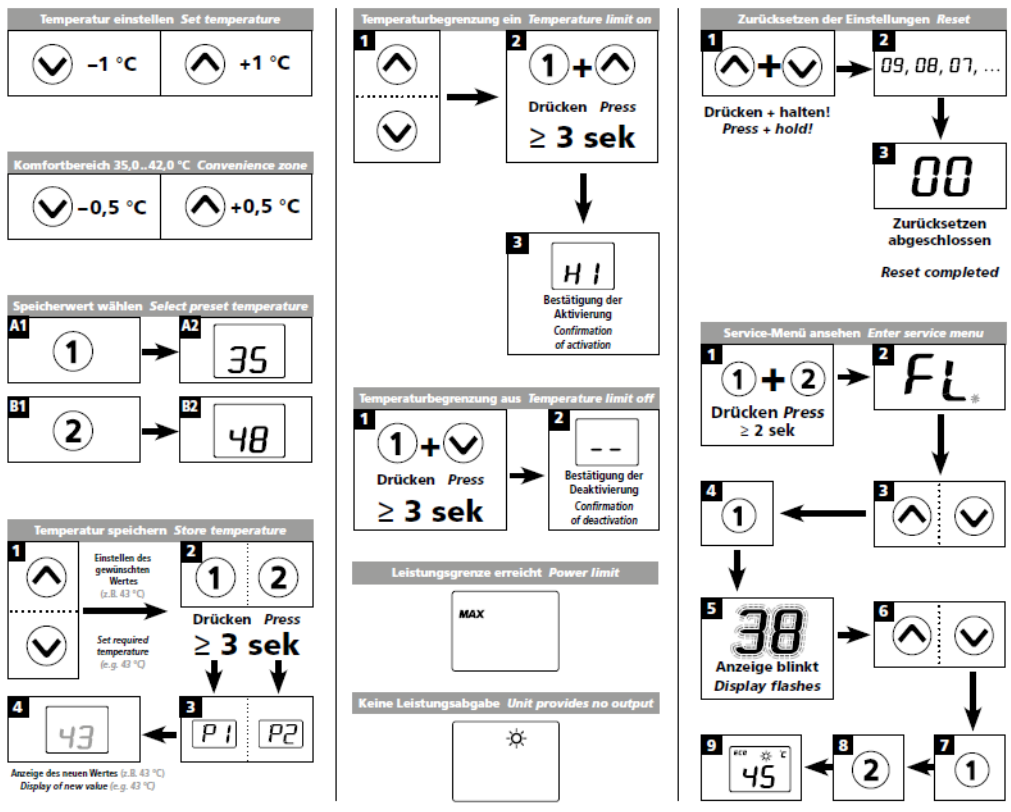 Temperatur einstellen Set temperature
–1 °C
+1 °C
Komfortbereich 35,0..42,0 °C Convenience zone
–0,5 °C
+0,5 °C
Speicherwert wählen Select preset temperature
A1
1
A2
35
B1
2
B2
48
Temperatur speichern Store temperature
1
Einstellen des
gewünschten
Wertes
(z.B. 43 °C)
Set required
temperature
(e.g. 43 °C)
2
1
2
Drücken Press
≥ 3 sek
4
43
3
P1
P2
Anzeige des neuen Wertes (z.B. 43 °C)
Display of new value (e.g. 43 °C)
Temperaturbegrenzung ein Temperature limit on
1
2
1 +
Drücken Press
≥ 3 sek
3
HI
Bestätigung der
Aktivierung
Confirmation
of activation
Temperaturbegrenzung aus Temperature limit off
1
1 +
Drücken Press
≥ 3 sek
2
– –
Bestätigung der
Deaktivierung
Confirmation
of deactivation
Leistungsgrenze erreicht Power limit
MAX
Keine Leistungsabgabe Unit provides no output
Zurücksetzen der Einstellungen Reset
1
+
Drücken + halten!
Press + hold!
2
09, 08, 07, ...
3
00
Zurücksetzen
abgeschlossen
Reset completed
Service-Menü ansehen Enter service menu
1
1 + 2
Drücken Press
≥ 2 sek
2
FL
3
4
1
5
38
Anzeige blinkt
Display flashes
6
7
1
8
2
9
eco °C
45